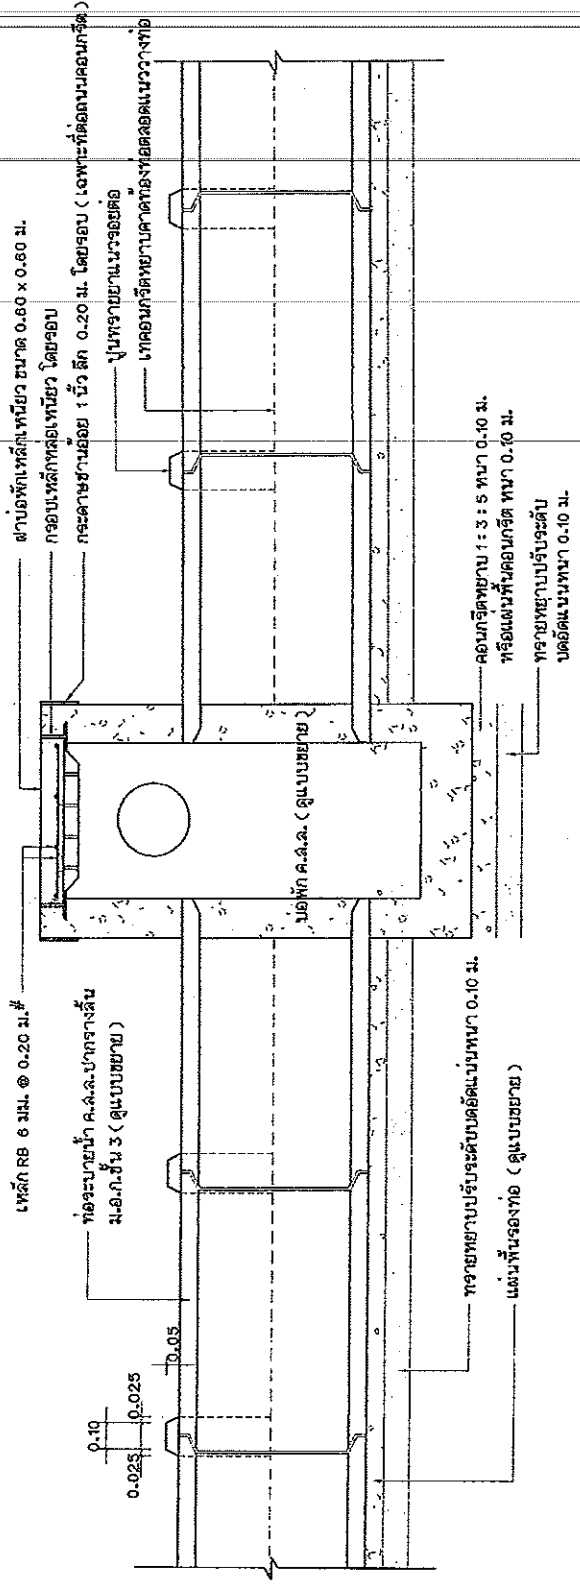 ฝาบ่อพักเหล็กเหนียว ขนาด 0.60 x 0.60 ม.
กรอบเหล็กหล่อเหนียว โดยรอบ
กระดาษชานอ้อย 1 นิ้ว ลึก 0.20 ม. โดยรอบ ( เฉพาะที่ต่อถนนคอนกรีต )
ปูนทรายยาแนวรอยต่อ
เทคอนกรีตหยาบคาดท้องท่อตลอดแนววางท่อ
เหล็ก RB 6 มม. @ 0.20 ม.#
ท่อระบายน้ำ ค.ส.ล.ปากรางลิ้น
ม.อ.ก.ชั้น 3 ( ดูแบบขยาย )
0.05
0.10
0.025
0.025
บ่อพัก ค.ส.ล. ( ดูแบบขยาย )
คอนกรีตหยาบ 1 : 3 : 5 หนา 0.10 ม.
หรือแผ่นพื้นคอนกรีต หนา 0.10 ม.
ทรายหยาบปรับระดับ
บดอัดแน่นหนา 0.10 ม.
ทรายหยาบปรับระดับบดอัดแน่นหนา 0.10 ม.
แผ่นพื้นรองท่อ ( ดูแบบขยาย )